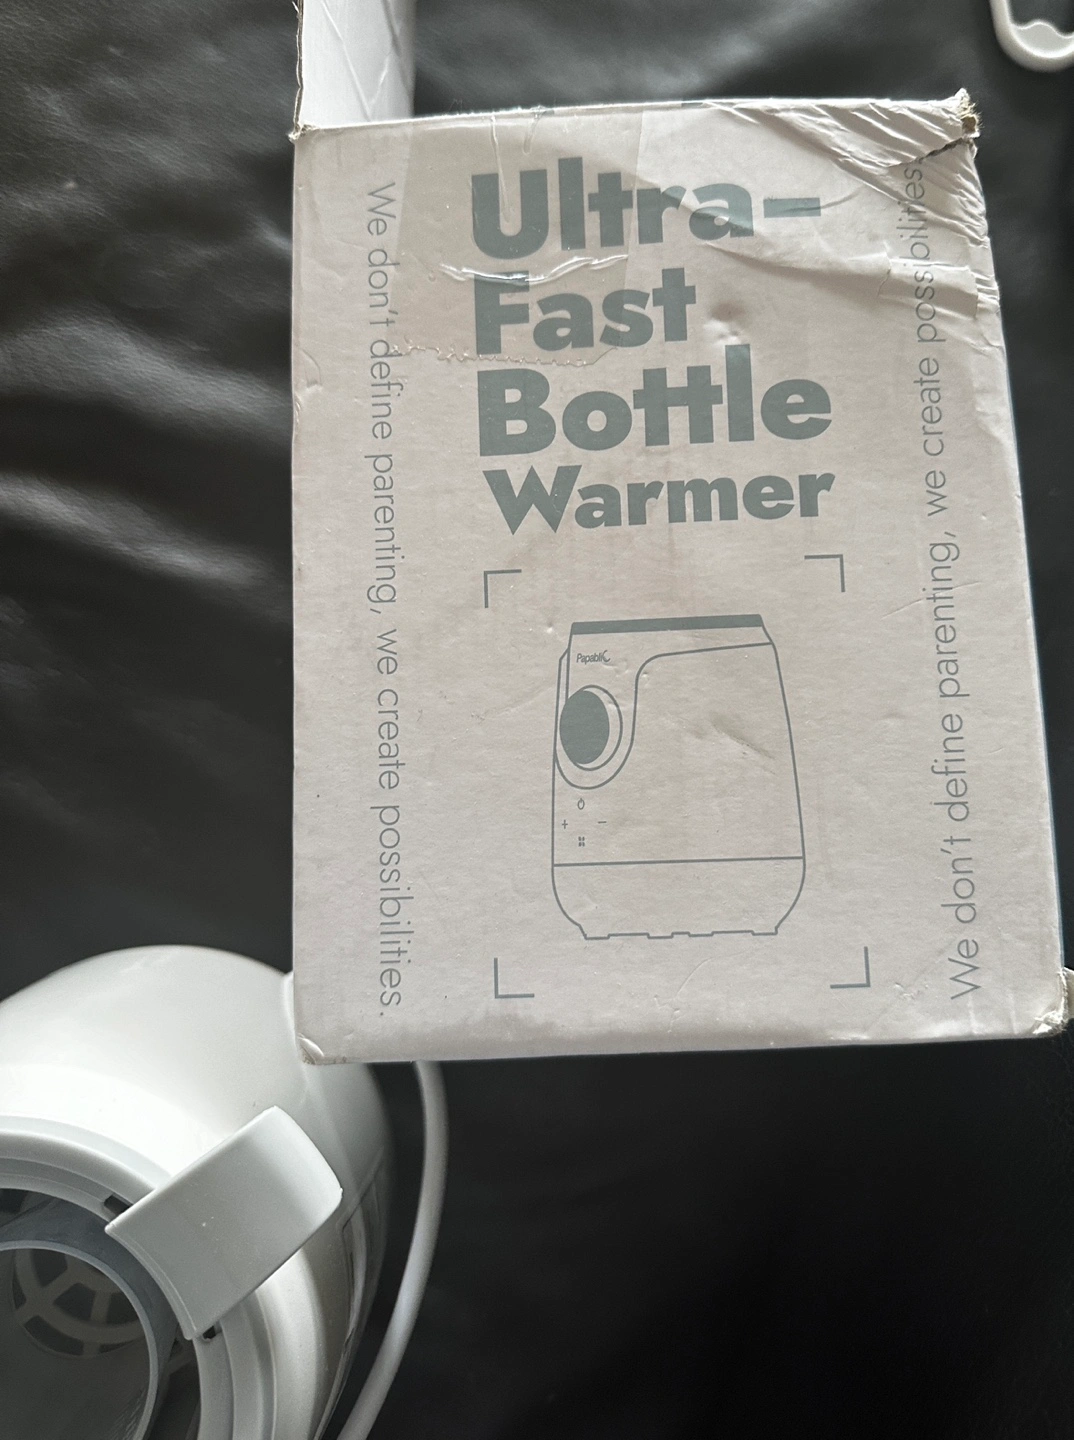 Ultra-
Fast
Bottle
Warmer
We don't define parenting, we create possibilities.
We don't define parenting, we create possibilities.
Papablic
+ −